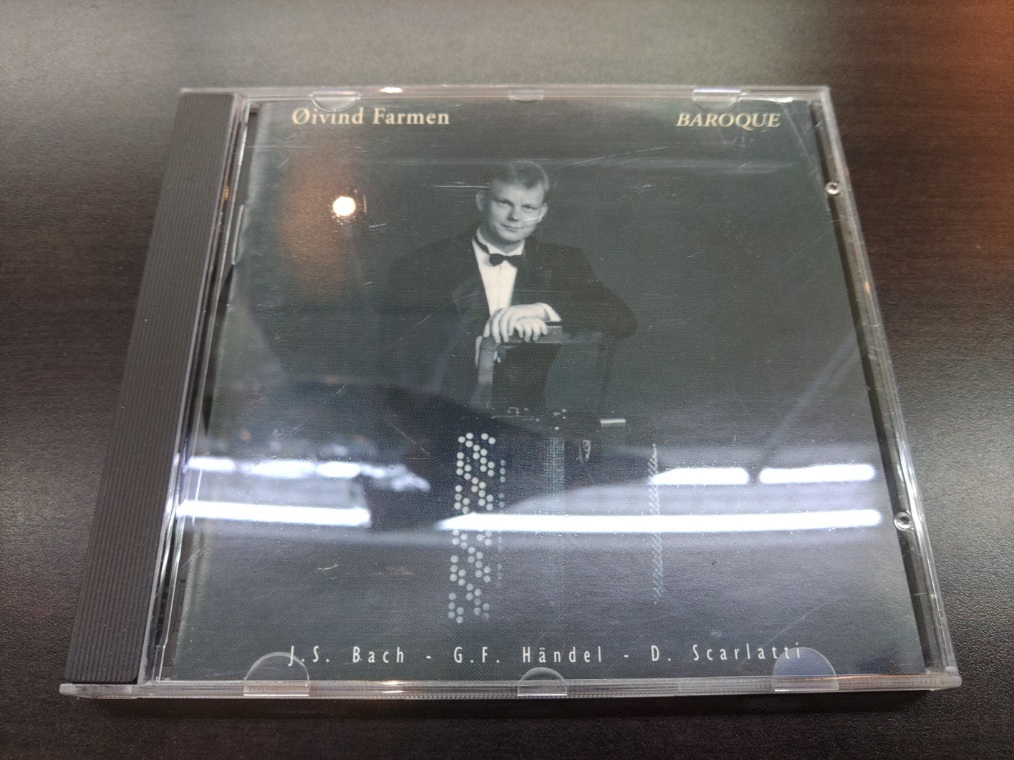 Øivind Farmen
BAROQUE
J.S. Bach - G.F. Händel - D. Scarlatti